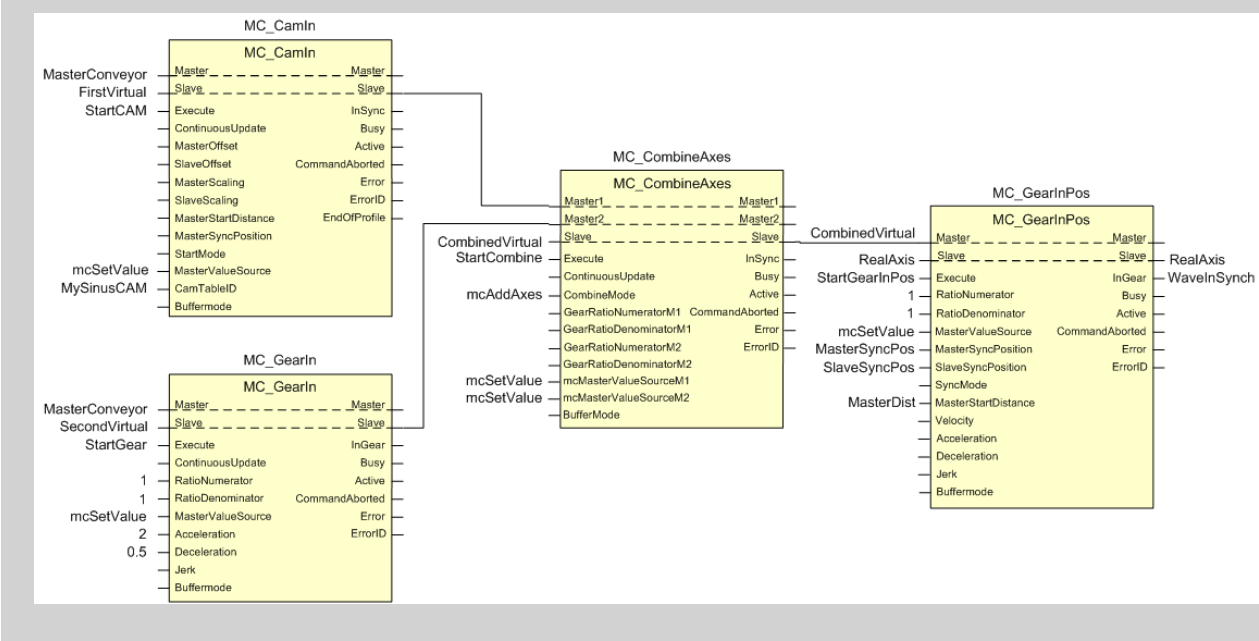 MC_CamIn
MC_CamIn
MasterConveyor Master Master
FirstVirtual Slave Slave
StartCAM Execute InSync
ContinuousUpdate Busy
MasterOffset Active
SlaveOffset CommandAborted
MasterScaling Error
SlaveScaling ErrorID
MasterStartDistance EndOfProfile
MasterSyncPosition
StartMode
mcSetValue MasterValueSource
MySinusCAM CamTableID
Buffermode
MC_GearIn
MC_GearIn
MasterConveyor Master Master
SecondVirtual Slave Slave
StartGear Execute InGear
ContinuousUpdate Busy
1 RatioNumerator Active
1 RatioDenominator CommandAborted
mcSetValue MasterValueSource Error
2 Acceleration ErrorID
0.5 Deceleration
Jerk
Buffermode
MC_CombineAxes
MC_CombineAxes
Master1 Master1
Master2 Master2
CombinedVirtual Slave Slave
StartCombine Execute InSync
ContinuousUpdate Busy
mcAddAxes CombineMode Active
GearRatioNumeratorM1 CommandAborted
GearRatioDenominatorM1 Error
GearRatioNumeratorM2 ErrorID
GearRatioDenominatorM2
mcSetValue mcMasterValueSourceM1
mcSetValue mcMasterValueSourceM2
BufferMode
MC_GearInPos
MC_GearInPos
CombinedVirtual Master Master
RealAxis Slave Slave RealAxis
StartGearInPos Execute InGear WaveInSynch
1 RatioNumerator Busy
1 RatioDenominator Active
mcSetValue MasterValueSource CommandAborted
MasterSyncPos MasterSyncPosition Error
SlaveSyncPos SlaveSyncPosition ErrorID
SyncMode
MasterDist MasterStartDistance
Velocity
Acceleration
Deceleration
Jerk
Buffermode